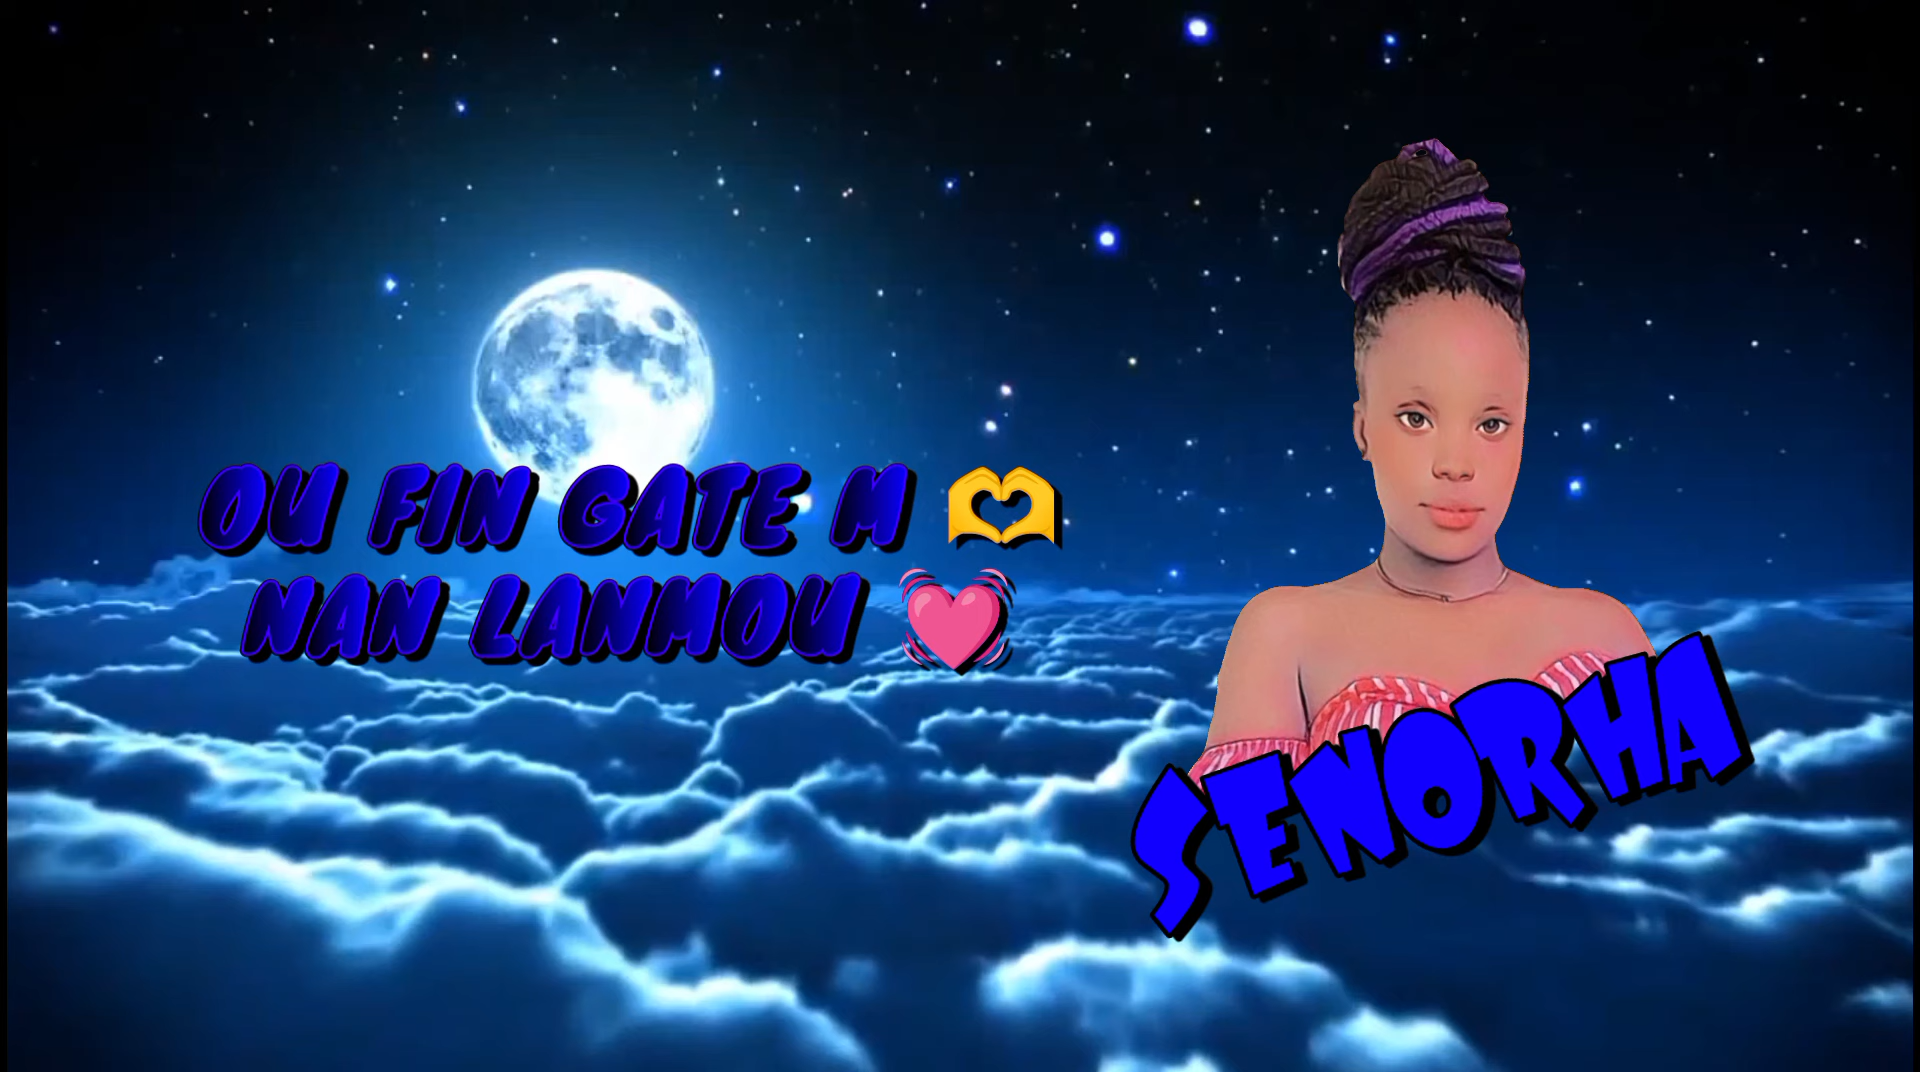 OU FIN GATE M 🫶
NAN LANMOU 💓
SENORHA